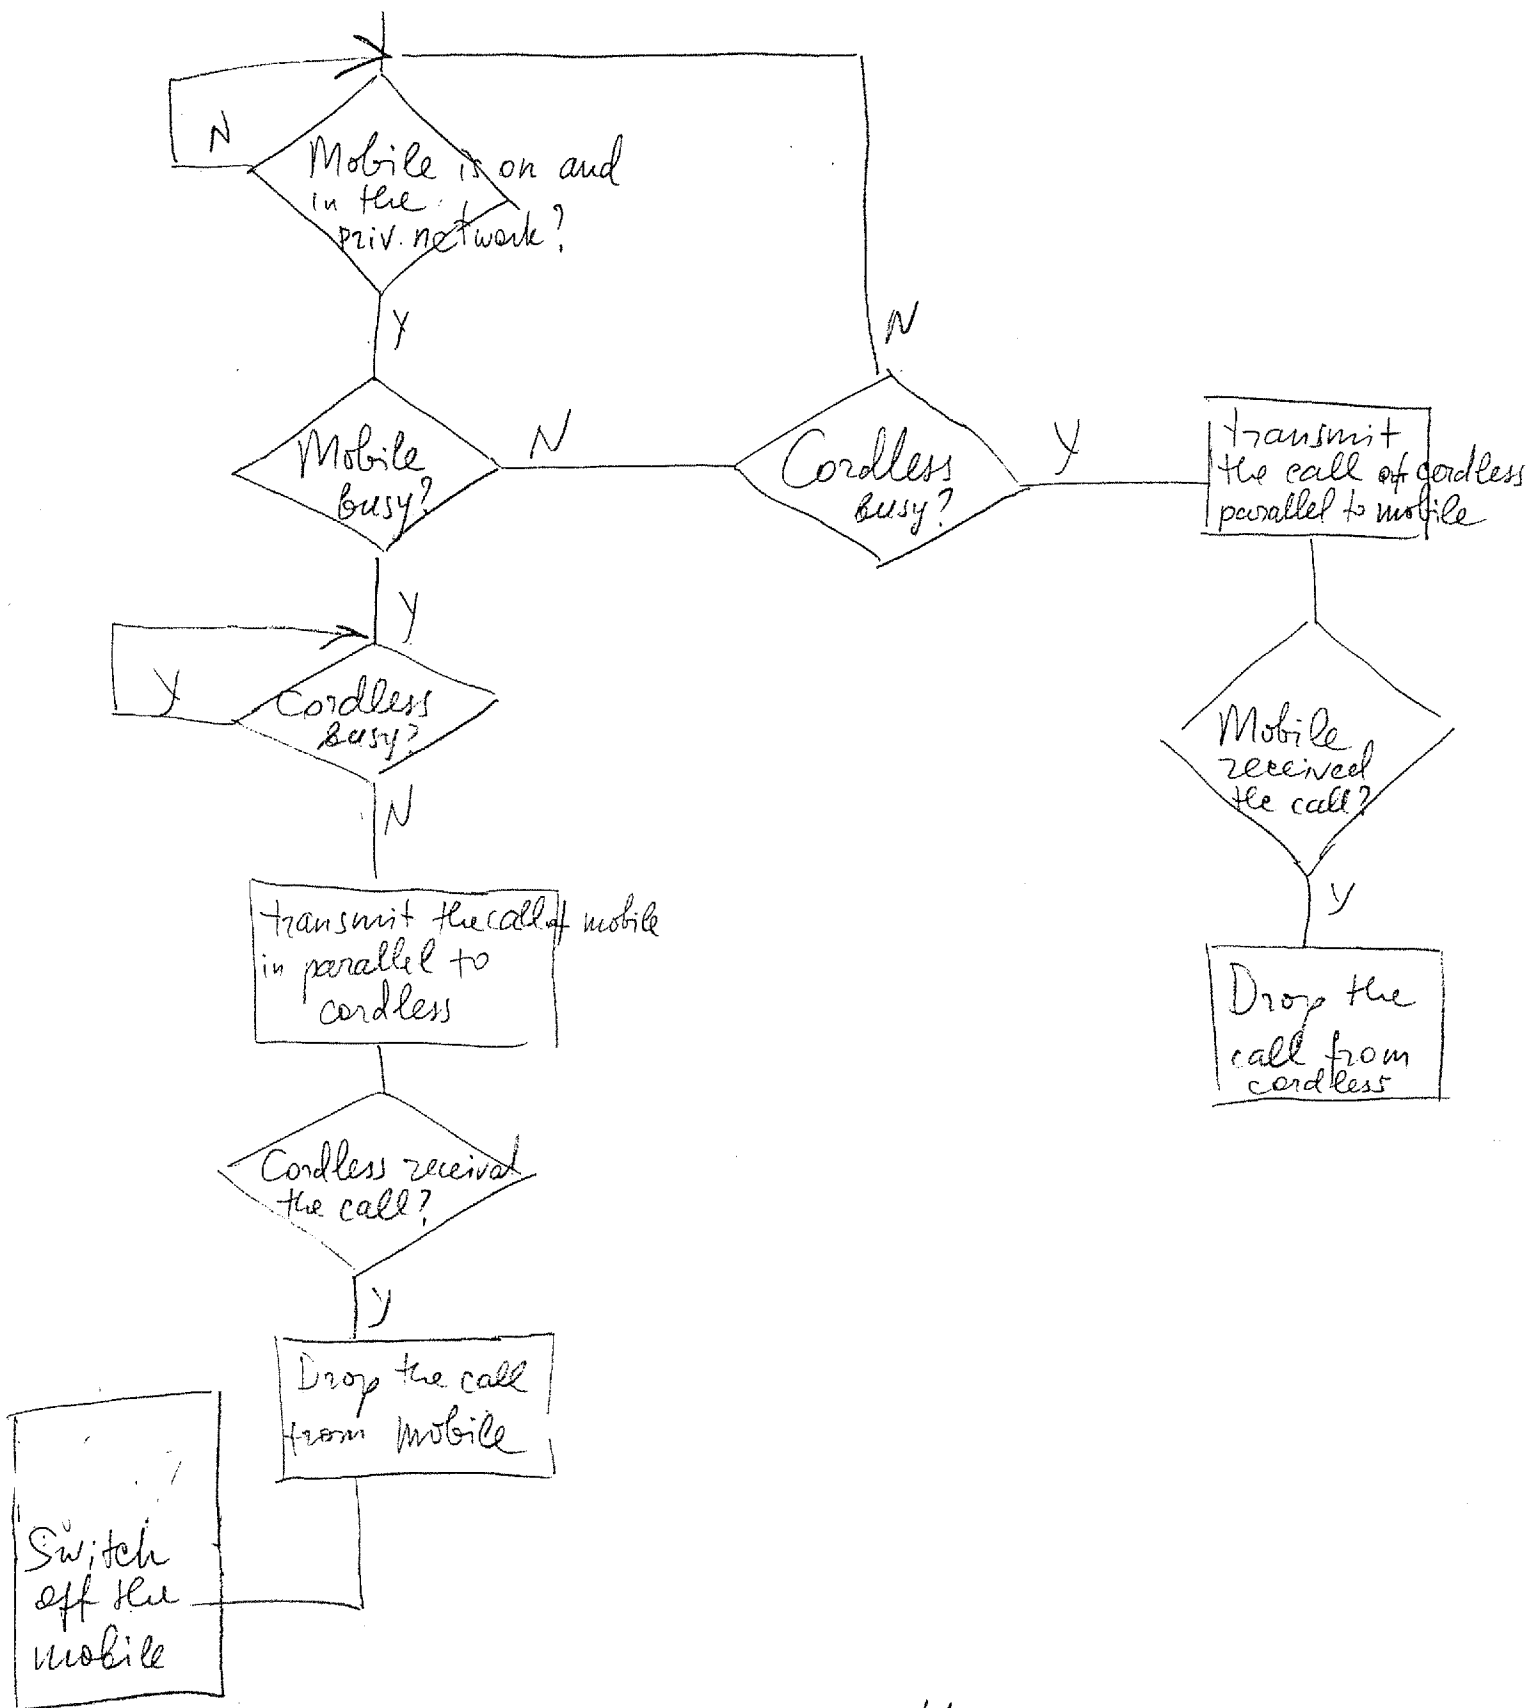 N
Mobile is on and
in the
priv. network?
Y
N
Mobile
busy?
N
Cordless
busy?
Y
transmit
the call of cordless
parallel to mobile
Y
Y
Cordless
busy?
N
Mobile
received
the call?
Y
transmit the call of mobile
in parallel to
cordless
Drop the
call from
cordless
Cordless received
the call?
Y
Drop the call
from mobile
Switch
off the
mobile